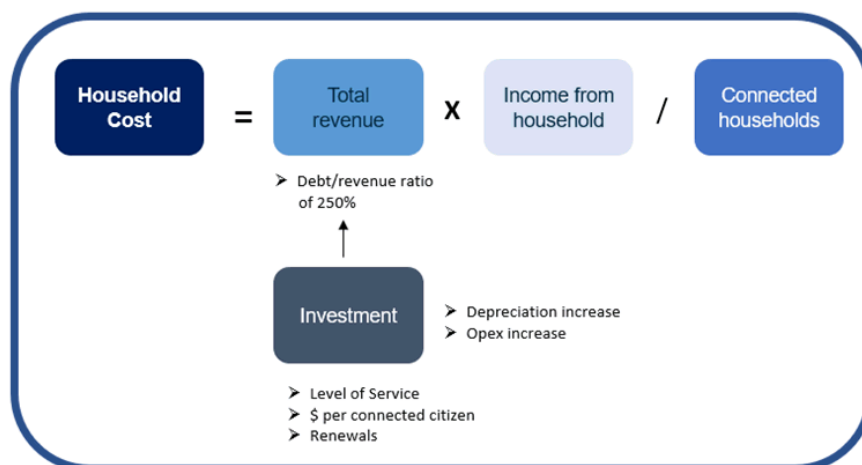 Household
Cost
=
Total
revenue
X
Income from
household
/
Connected
households
➢ Debt/revenue ratio
of 250%
Investment
➢ Depreciation increase
➢ Opex increase
➢ Level of Service
➢ $ per connected citizen
➢ Renewals